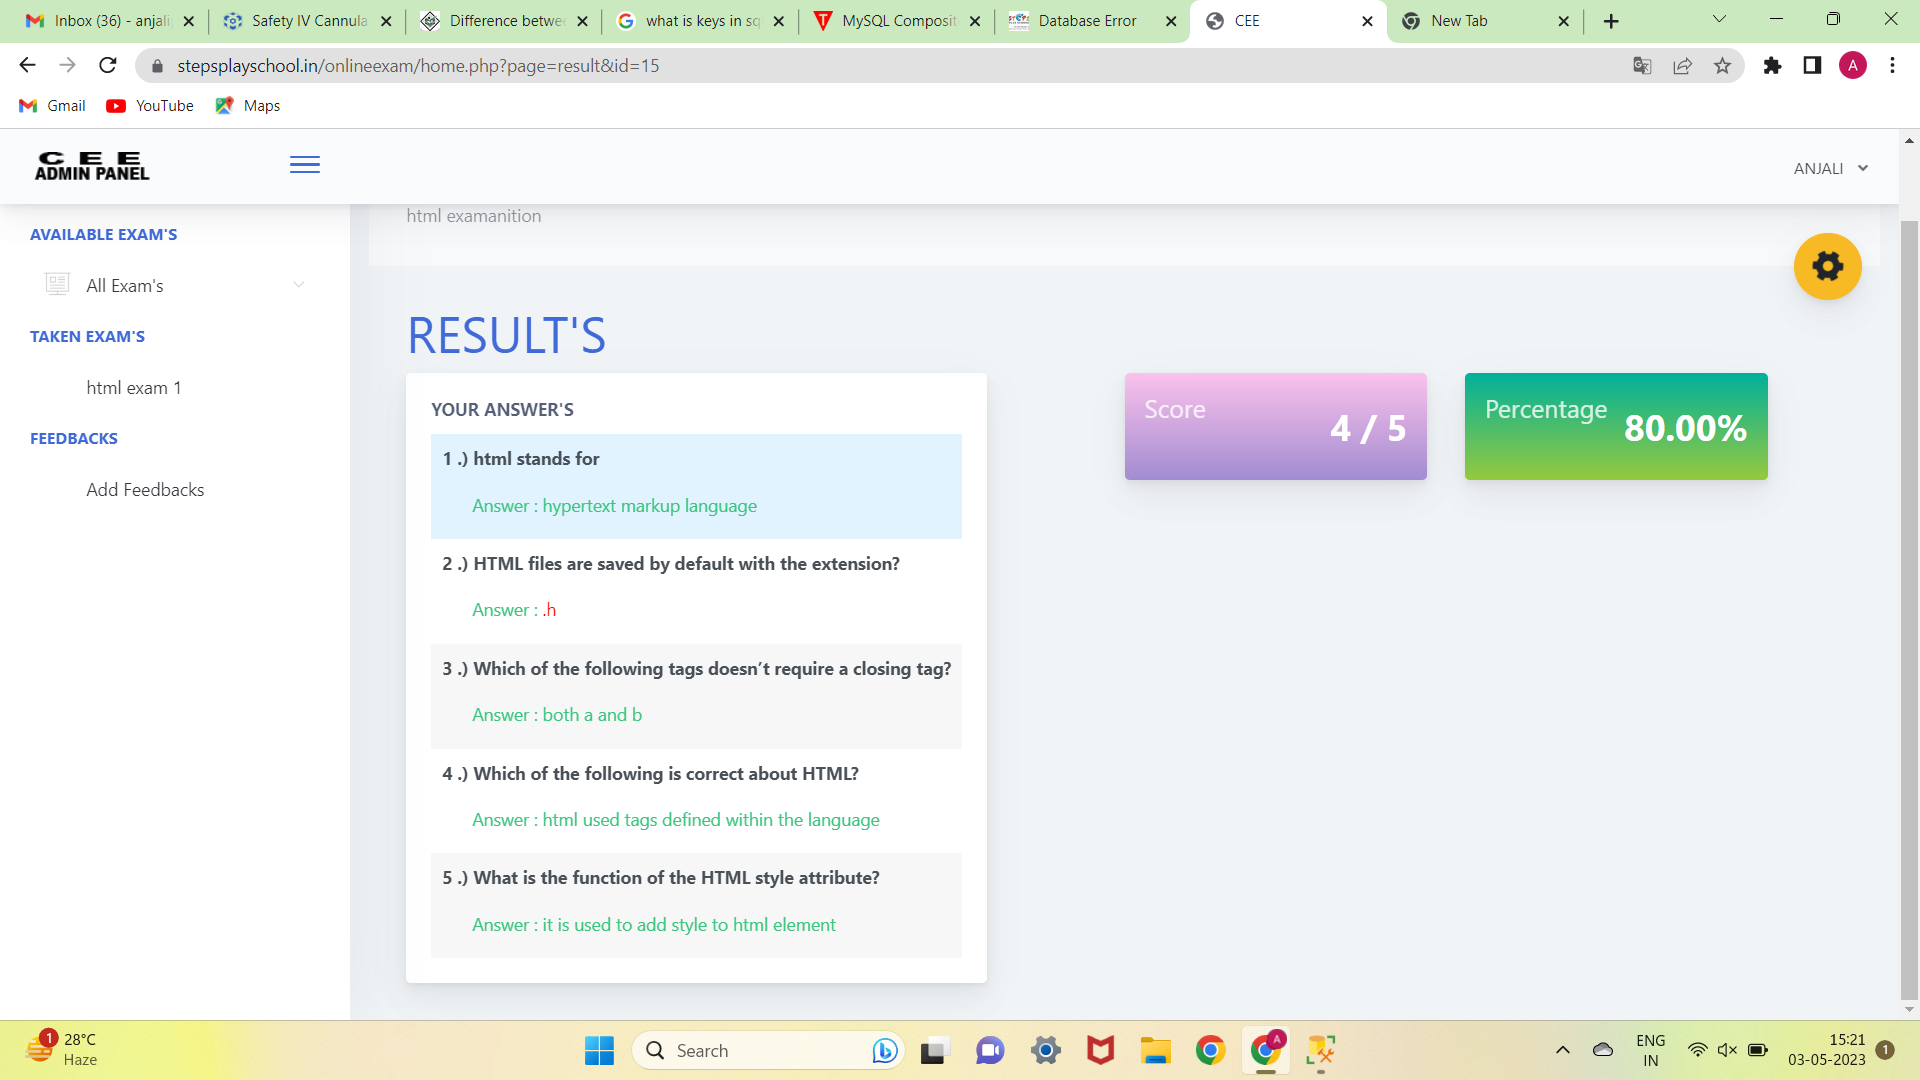 Inbox (36) - anjali
Safety IV Cannula
Difference betwee
what is keys in sq
MySQL Composit
Database Error
CEE
New Tab
stepsplayschool.in/onlineexam/home.php?page=result&id=15
A
Gmail
YouTube
Maps
C E E
ADMIN PANEL
ANJALI
html examanition
AVAILABLE EXAM'S
All Exam's
TAKEN EXAM'S
html exam 1
FEEDBACKS
Add Feedbacks
RESULT'S
YOUR ANSWER'S
1 .) html stands for
Answer : hypertext markup language
2 .) HTML files are saved by default with the extension?
Answer : .h
3 .) Which of the following tags doesn’t require a closing tag?
Answer : both a and b
4 .) Which of the following is correct about HTML?
Answer : html used tags defined within the language
5 .) What is the function of the HTML style attribute?
Answer : it is used to add style to html element
Score
4 / 5
Percentage
80.00%
1
28°C
Haze
Search
A
ENG
IN
15:21
03-05-2023
1